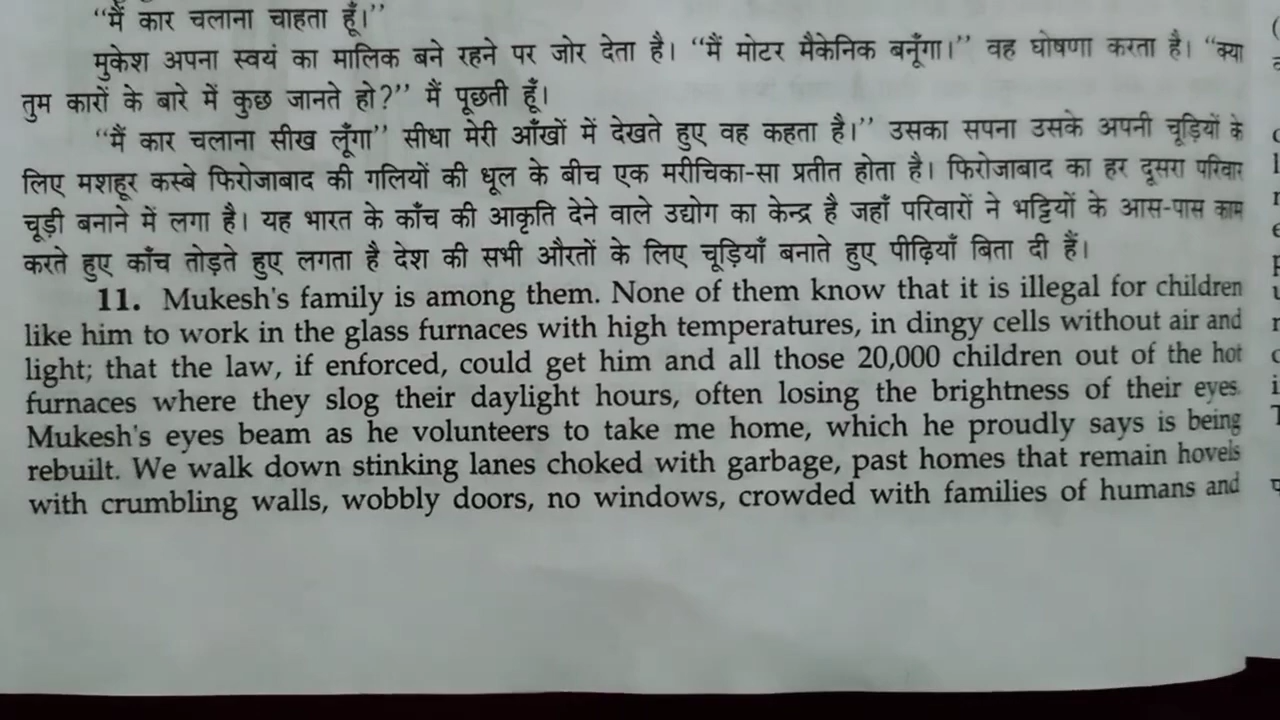 “मैं कार चलाना चाहता हूँ।”
मुकेश अपना स्वयं का मालिक बने रहने पर जोर देता है। “मैं मोटर मैकेनिक बनूँगा।” वह घोषणा करता है। “क्या
तुम कारों के बारे में कुछ जानते हो?” मैं पूछती हूँ।
“मैं कार चलाना सीख लूँगा” सीधा मेरी आँखों में देखते हुए वह कहता है।” उसका सपना उसके अपनी चूड़ियों के
लिए मशहूर कस्बे फिरोजाबाद की गलियों की धूल के बीच एक मरीचिका-सा प्रतीत होता है। फिरोजाबाद का हर दूसरा परिवार
चूड़ी बनाने में लगा है। यह भारत के काँच की आकृति देने वाले उद्योग का केन्द्र है जहाँ परिवारों ने भट्टियों के आस-पास काम
करते हुए काँच तोड़ते हुए लगता है देश की सभी औरतों के लिए चूड़ियाँ बनाते हुए पीढ़ियाँ बिता दी हैं।
11. Mukesh's family is among them. None of them know that it is illegal for children
like him to work in the glass furnaces with high temperatures, in dingy cells without air and
light; that the law, if enforced, could get him and all those 20,000 children out of the hot
furnaces where they slog their daylight hours, often losing the brightness of their eyes
Mukesh's eyes beam as he volunteers to take me home, which he proudly says is being
rebuilt. We walk down stinking lanes choked with garbage, past homes that remain hovels
with crumbling walls, wobbly doors, no windows, crowded with families of humans and